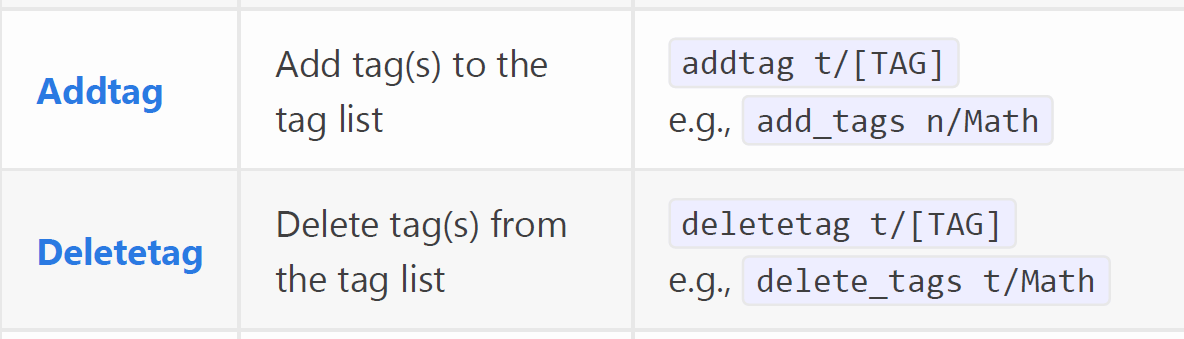 Addtag
Add tag(s) to the
tag list
addtag t/[TAG]
e.g., add_tags n/Math
Deletetag
Delete tag(s) from
the tag list
deletetag t/[TAG]
e.g., delete_tags t/Math